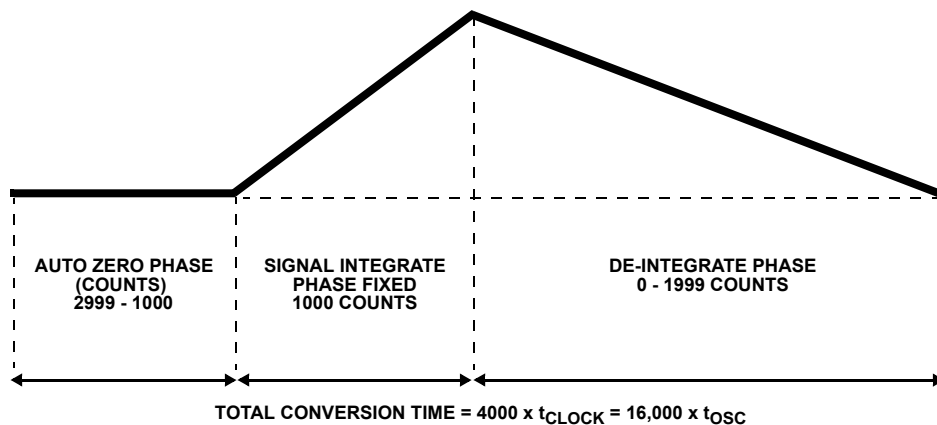 AUTO ZERO PHASE
(COUNTS)
2999 - 1000
SIGNAL INTEGRATE
PHASE FIXED
1000 COUNTS
DE-INTEGRATE PHASE
0 - 1999 COUNTS
TOTAL CONVERSION TIME = 4000 x tCLOCK = 16,000 x tOSC